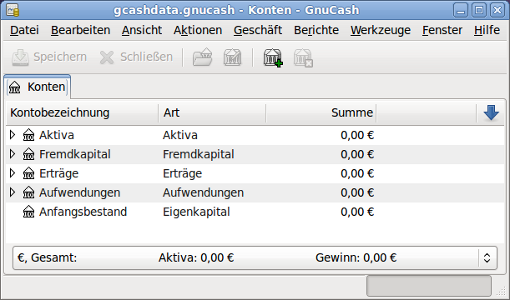 gcashdata.gnucash - Konten - GnuCash
Datei Bearbeiten Ansicht Aktionen Geschäft Berichte Werkzeuge Fenster Hilfe
Speichern Schließen
Konten
Kontobezeichnung Art Summe
Aktiva Aktiva 0,00 €
Fremdkapital Fremdkapital 0,00 €
Erträge Erträge 0,00 €
Aufwendungen Aufwendungen 0,00 €
Anfangsbestand Eigenkapital 0,00 €
€, Gesamt: Aktiva: 0,00 € Gewinn: 0,00 €